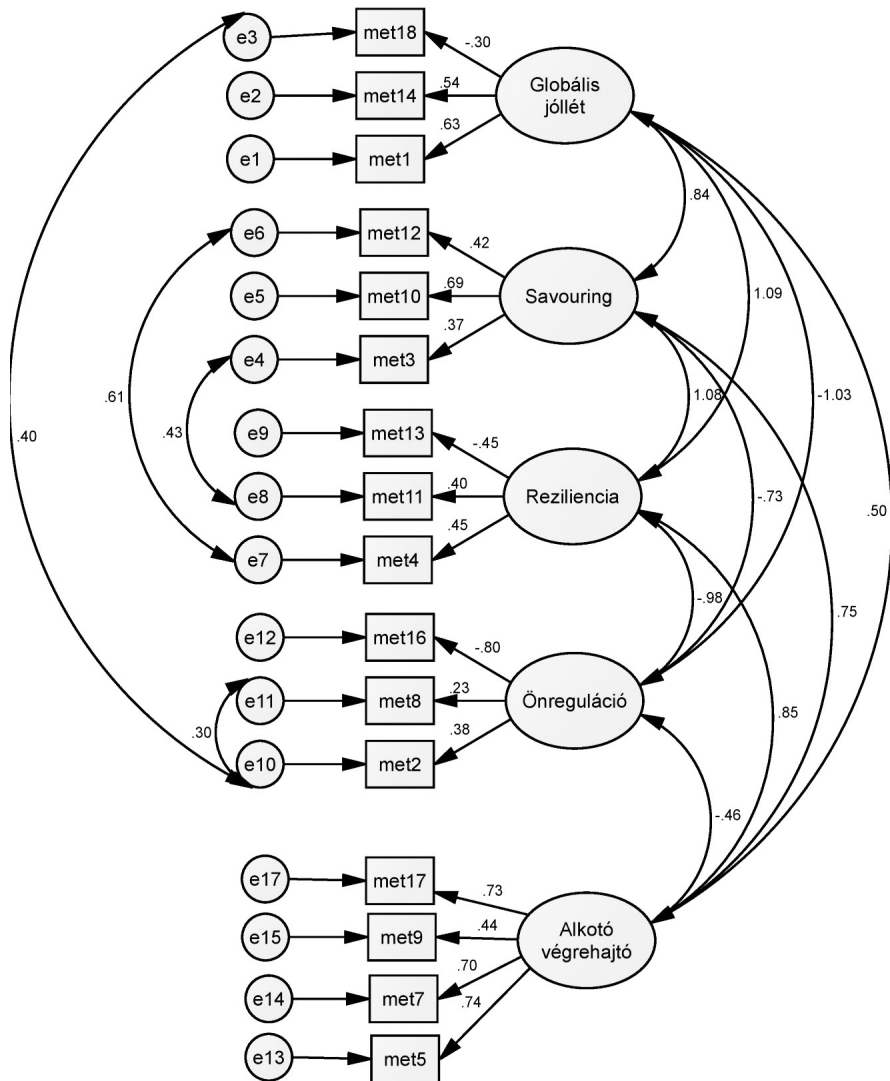 e3
met18
-.30
e2
met14
.54
Globális
jóllét
e1
met1
.63
.84
e6
met12
.42
e5
met10
.69
Savouring
1.09
e4
met3
.37
.61
.43
.40
1.08
-1.03
e9
met13
-.45
e8
met11
.40
Reziliencia
-.73
.50
e7
met4
.45
-.98
.75
e12
met16
-.80
e11
met8
.23
Önreguláció
.85
.30
e10
met2
.38
-.46
e17
met17
.73
e15
met9
.44
Alkotó
végrehajtó
e14
met7
.70
.74
e13
met5